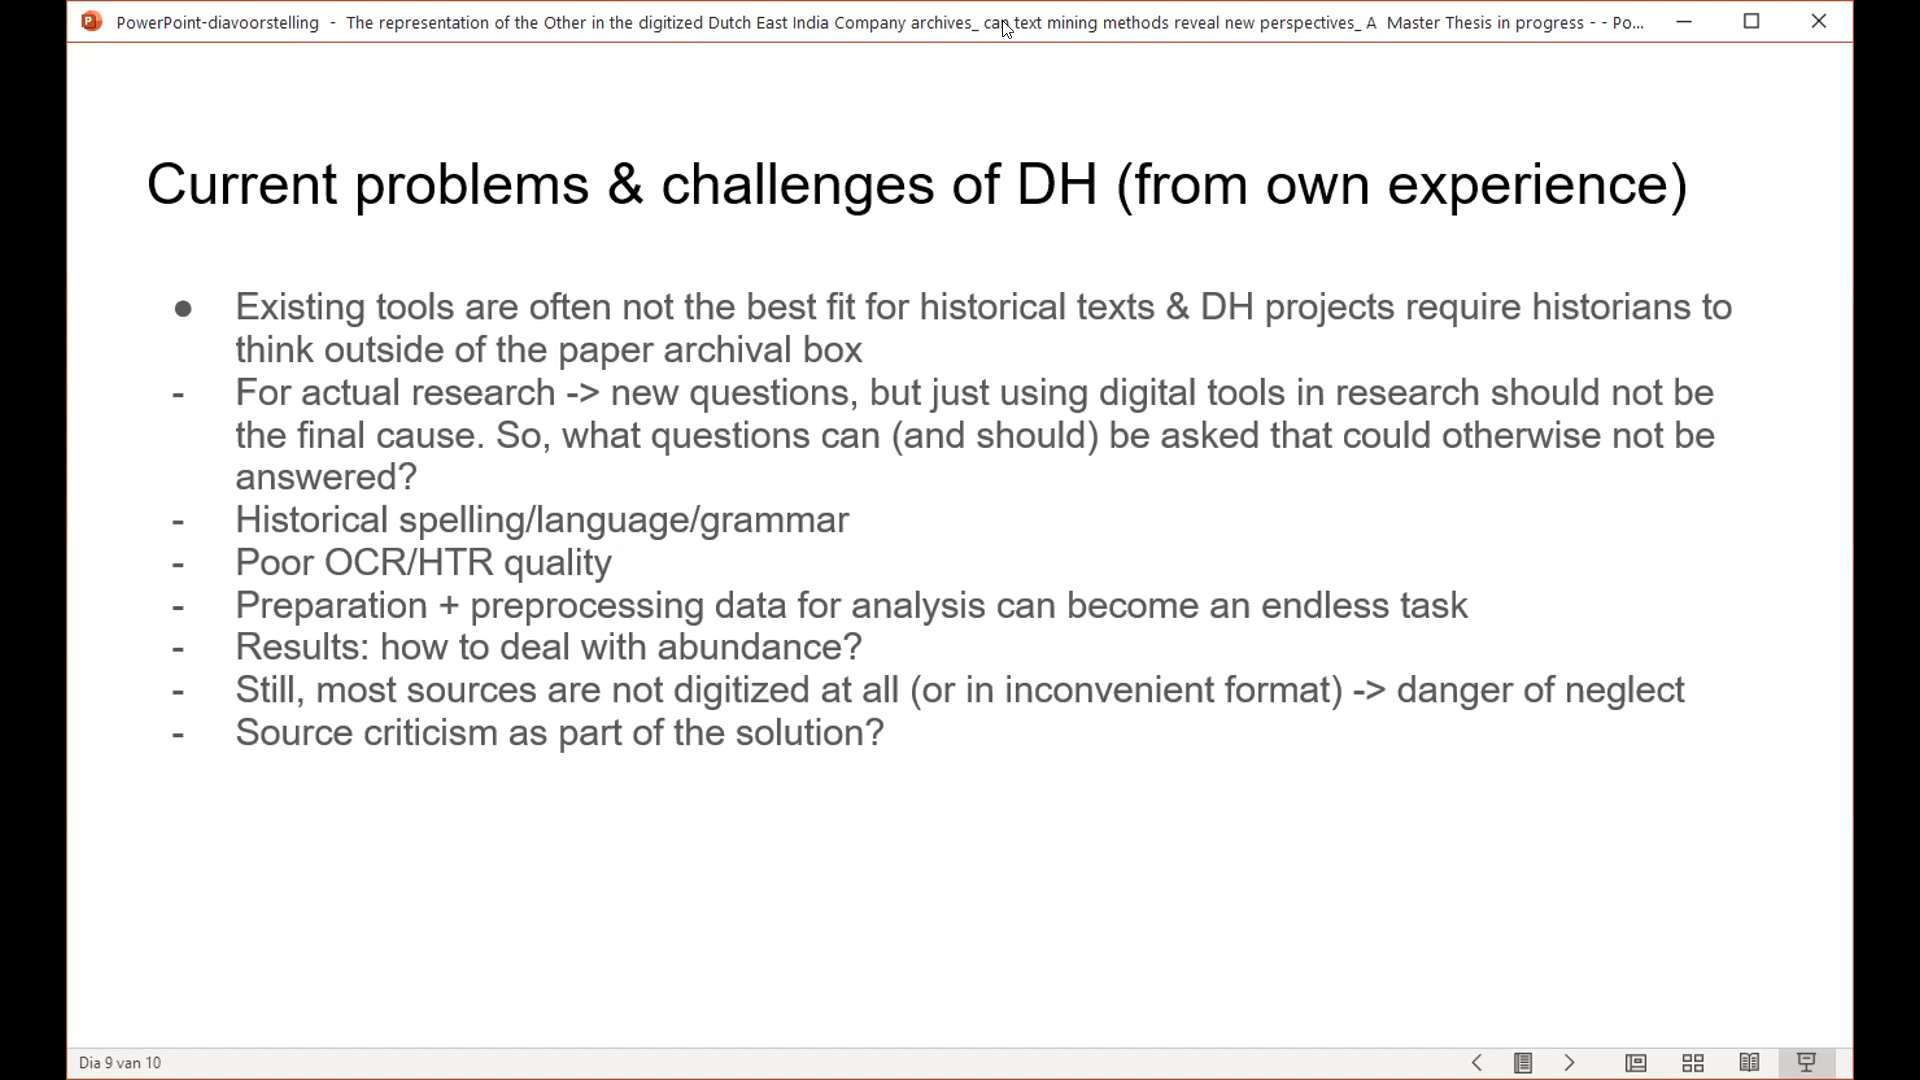 PowerPoint-diavoorstelling - The representation of the Other in the digitized Dutch East India Company archives_ can text mining methods reveal new perspectives_ A Master Thesis in progress - - Po...
Current problems & challenges of DH (from own experience)
● Existing tools are often not the best fit for historical texts & DH projects require historians to
think outside of the paper archival box
- For actual research -> new questions, but just using digital tools in research should not be
the final cause. So, what questions can (and should) be asked that could otherwise not be
answered?
- Historical spelling/language/grammar
- Poor OCR/HTR quality
- Preparation + preprocessing data for analysis can become an endless task
- Results: how to deal with abundance?
- Still, most sources are not digitized at all (or in inconvenient format) -> danger of neglect
- Source criticism as part of the solution?
Dia 9 van 10